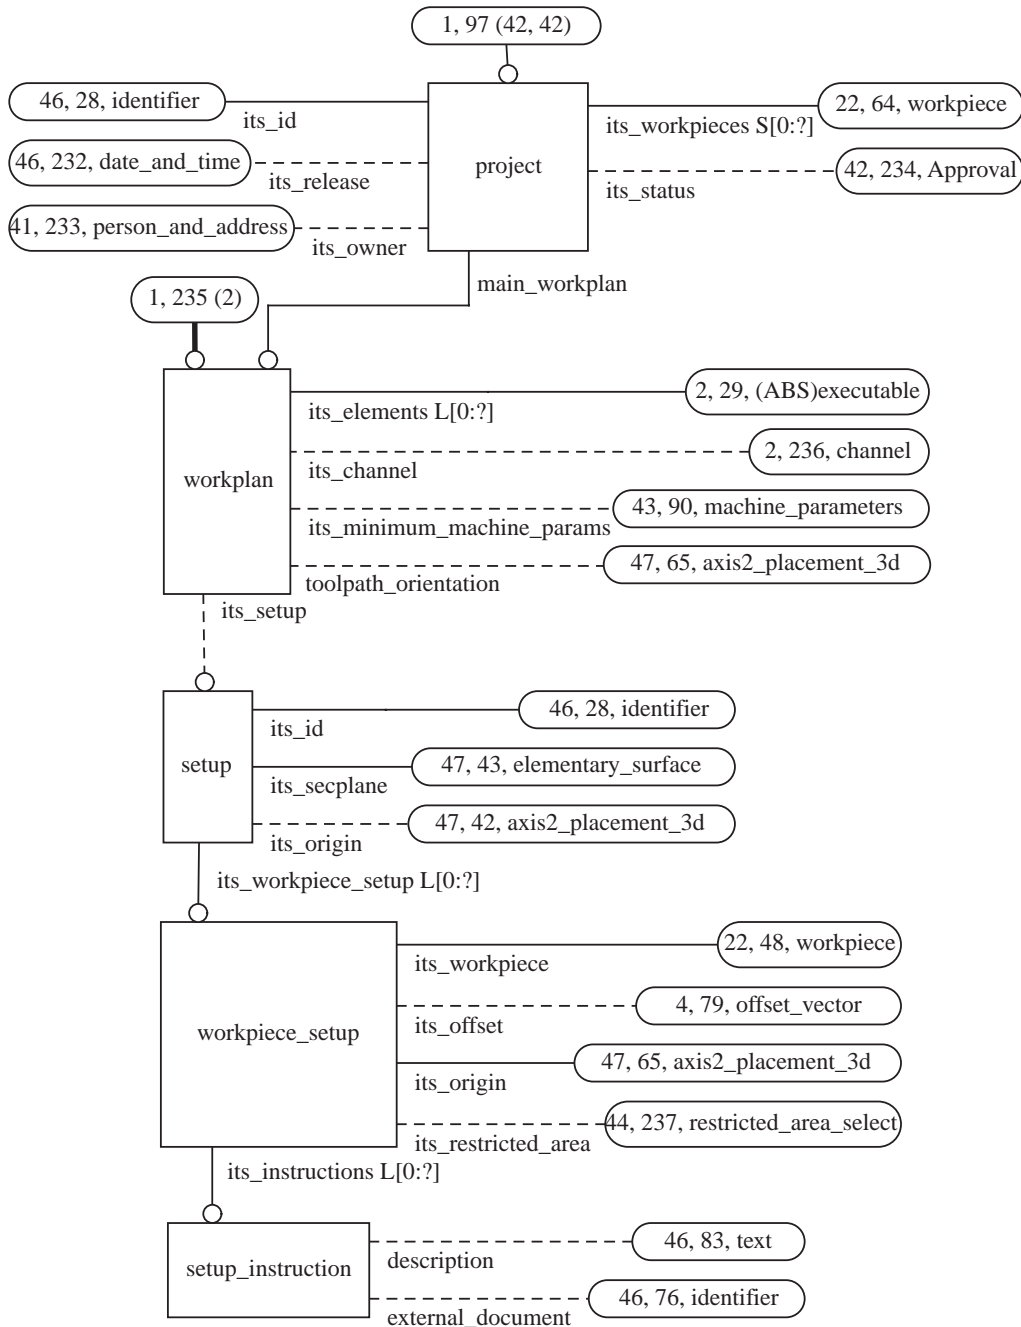 1, 97 (42, 42)
46, 28, identifier
its_id
22, 64, workpiece
its_workpieces S[0:?]
46, 232, date_and_time
its_release
project
42, 234, Approval
its_status
41, 233, person_and_address
its_owner
main_workplan
1, 235 (2)
2, 29, (ABS)executable
its_elements L[0:?]
2, 236, channel
its_channel
workplan
43, 90, machine_parameters
its_minimum_machine_params
47, 65, axis2_placement_3d
toolpath_orientation
its_setup
46, 28, identifier
its_id
setup
47, 43, elementary_surface
its_secplane
47, 42, axis2_placement_3d
its_origin
its_workpiece_setup L[0:?]
22, 48, workpiece
its_workpiece
4, 79, offset_vector
its_offset
workpiece_setup
47, 65, axis2_placement_3d
its_origin
44, 237, restricted_area_select
its_restricted_area
its_instructions L[0:?]
46, 83, text
description
setup_instruction
46, 76, identifier
external_document